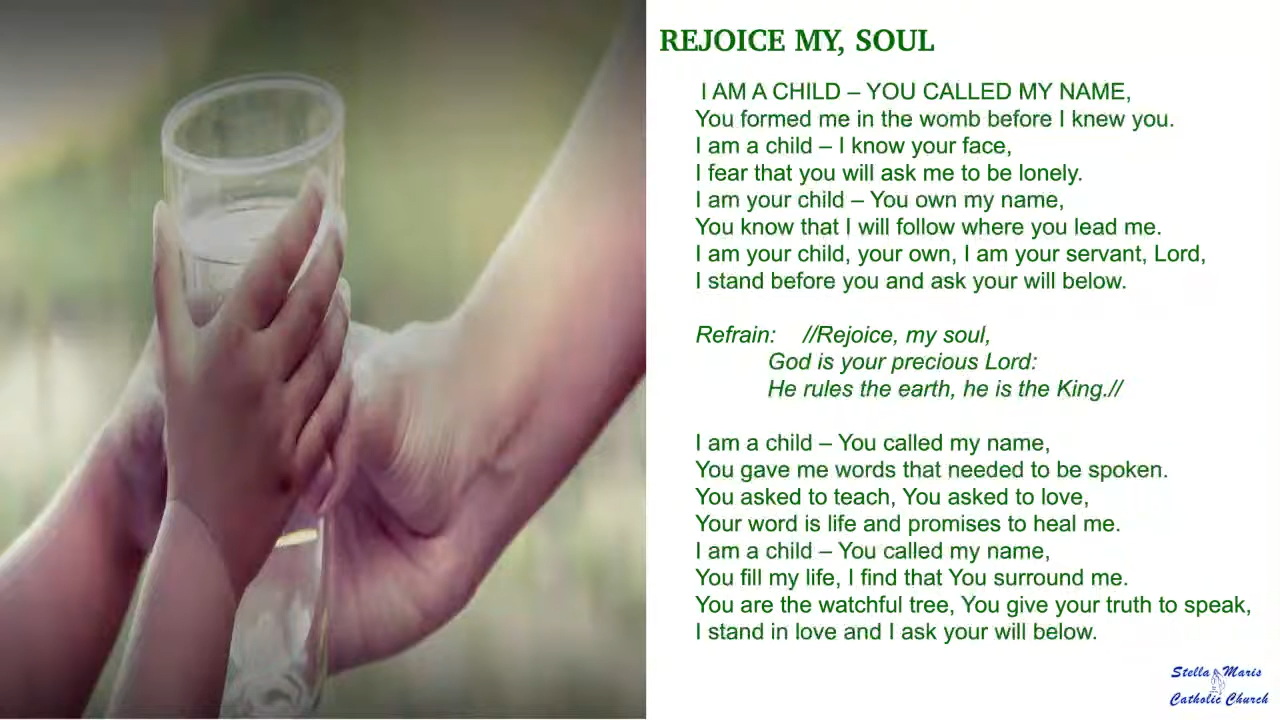 REJOICE MY, SOUL
I AM A CHILD – YOU CALLED MY NAME,
You formed me in the womb before I knew you.
I am a child – I know your face,
I fear that you will ask me to be lonely.
I am your child – You own my name,
You know that I will follow where you lead me.
I am your child, your own, I am your servant, Lord,
I stand before you and ask your will below.
Refrain: //Rejoice, my soul,
God is your precious Lord:
He rules the earth, he is the King.//
I am a child – You called my name,
You gave me words that needed to be spoken.
You asked to teach, You asked to love,
Your word is life and promises to heal me.
I am a child – You called my name,
You fill my life, I find that You surround me.
You are the watchful tree, You give your truth to speak,
I stand in love and I ask your will below.
Stella Maris
Catholic Church